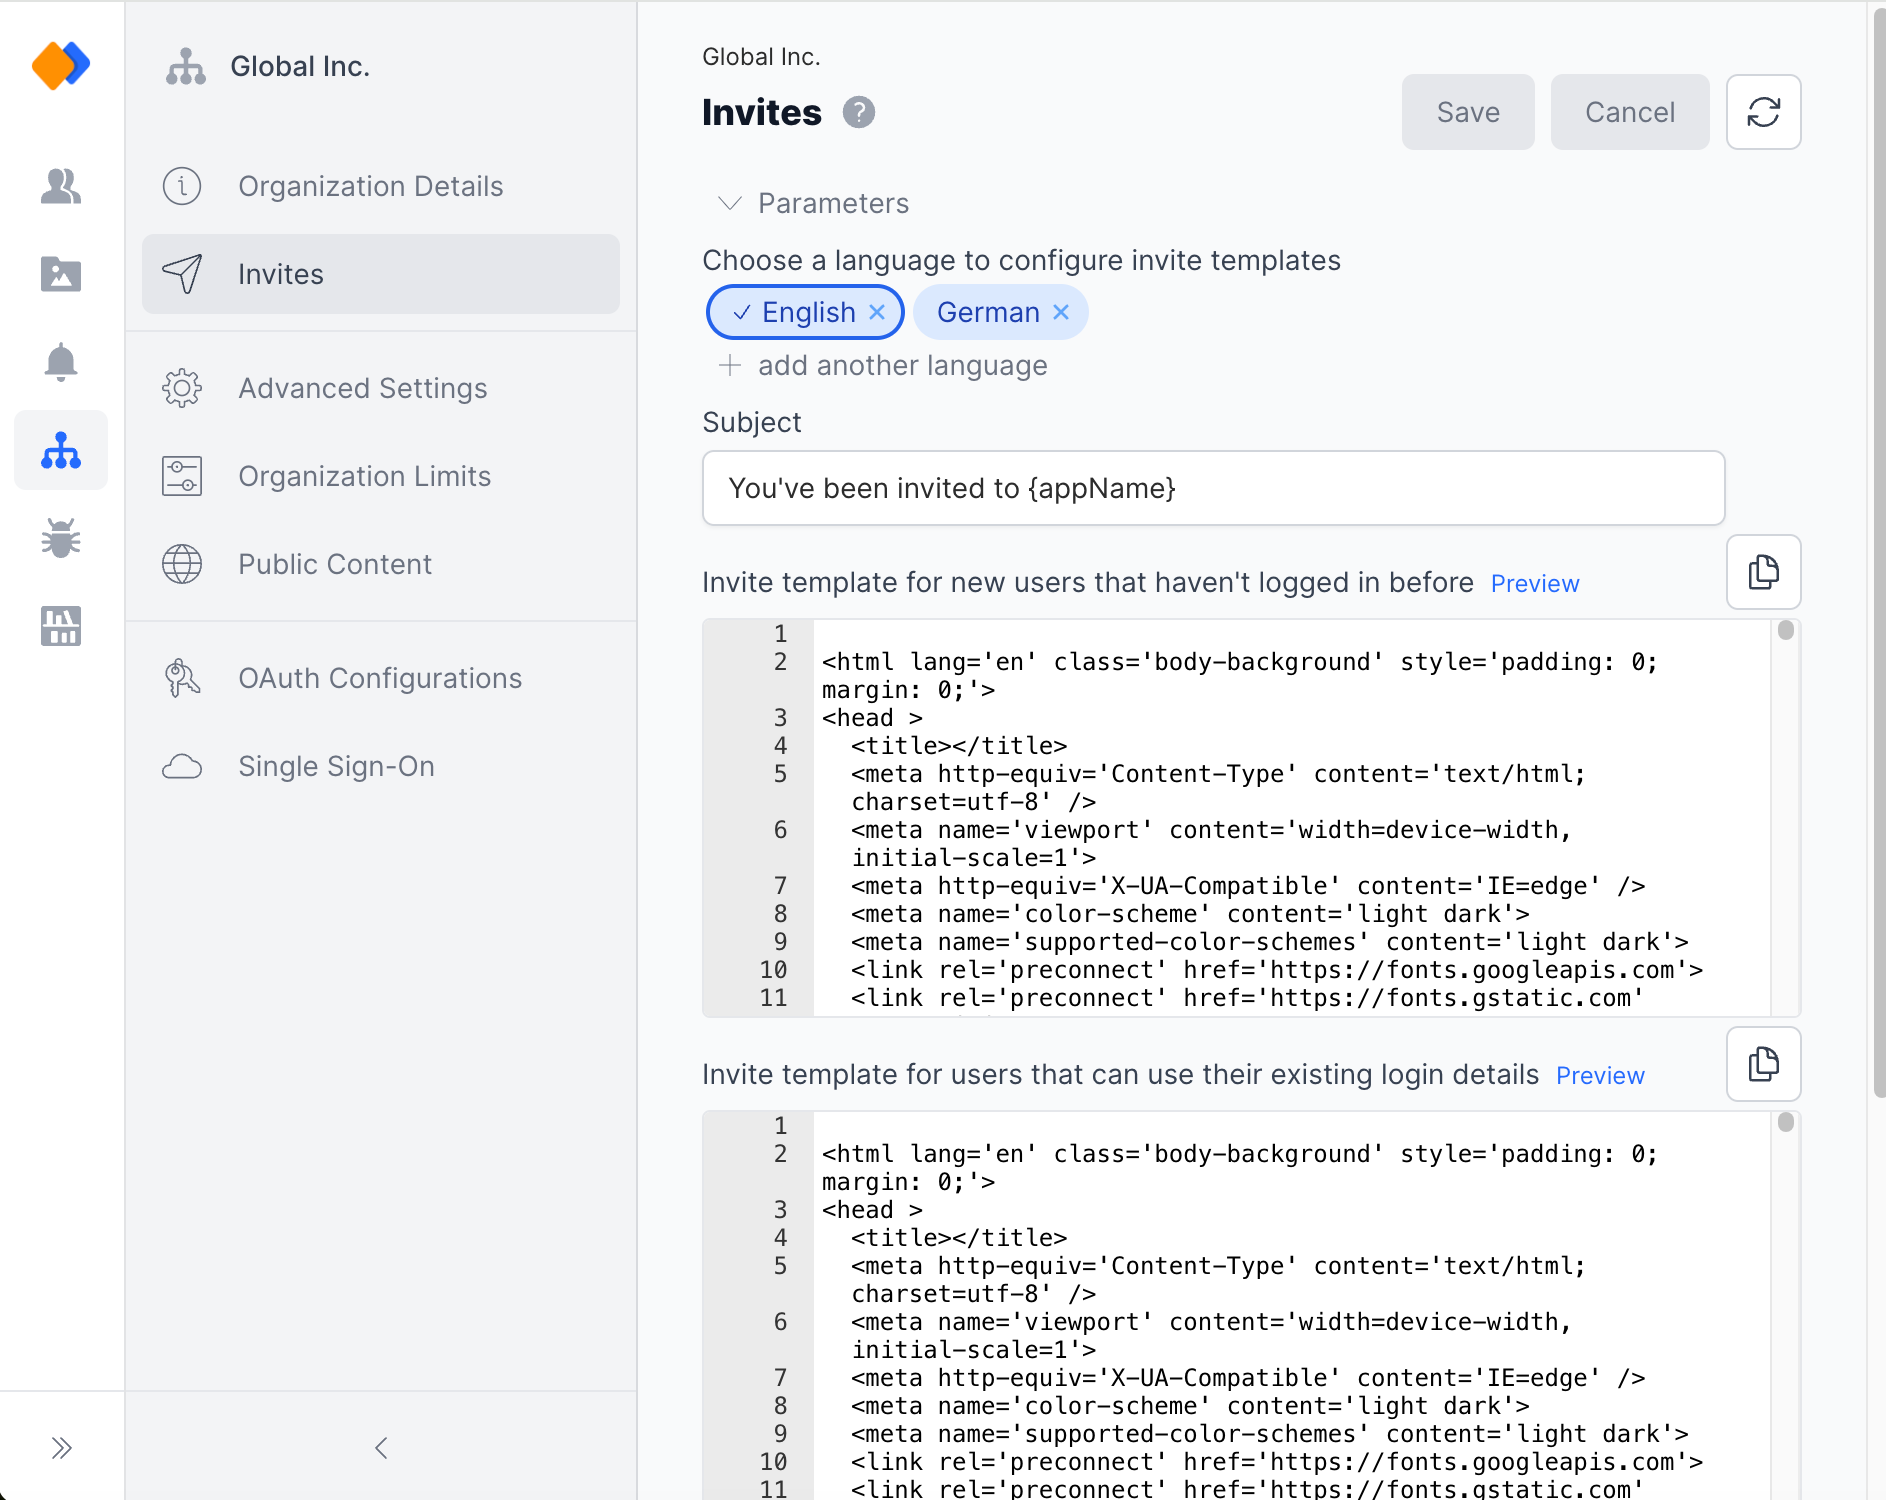 Global Inc.
Organization Details
Invites
Advanced Settings
Organization Limits
Public Content
OAuth Configurations
Single Sign-On
Global Inc.
Invites ?
Save
Cancel
Parameters
Choose a language to configure invite templates
English
German
add another language
Subject
You've been invited to {appName}
Invite template for new users that haven't logged in before Preview
1
2 <html lang='en' class='body-background' style='padding: 0;
margin: 0;'>
3 <head >
4 <title></title>
5 <meta http-equiv='Content-Type' content='text/html;
charset=utf-8' />
6 <meta name='viewport' content='width=device-width,
initial-scale=1'>
7 <meta http-equiv='X-UA-Compatible' content='IE=edge' />
8 <meta name='color-scheme' content='light dark'>
9 <meta name='supported-color-schemes' content='light dark'>
10 <link rel='preconnect' href='https://fonts.googleapis.com'>
11 <link rel='preconnect' href='https://fonts.gstatic.com'
Invite template for users that can use their existing login details Preview
1
2 <html lang='en' class='body-background' style='padding: 0;
margin: 0;'>
3 <head >
4 <title></title>
5 <meta http-equiv='Content-Type' content='text/html;
charset=utf-8' />
6 <meta name='viewport' content='width=device-width,
initial-scale=1'>
7 <meta http-equiv='X-UA-Compatible' content='IE=edge' />
8 <meta name='color-scheme' content='light dark'>
9 <meta name='supported-color-schemes' content='light dark'>
10 <link rel='preconnect' href='https://fonts.googleapis.com'>
11 <link rel='preconnect' href='https://fonts.gstatic.com'